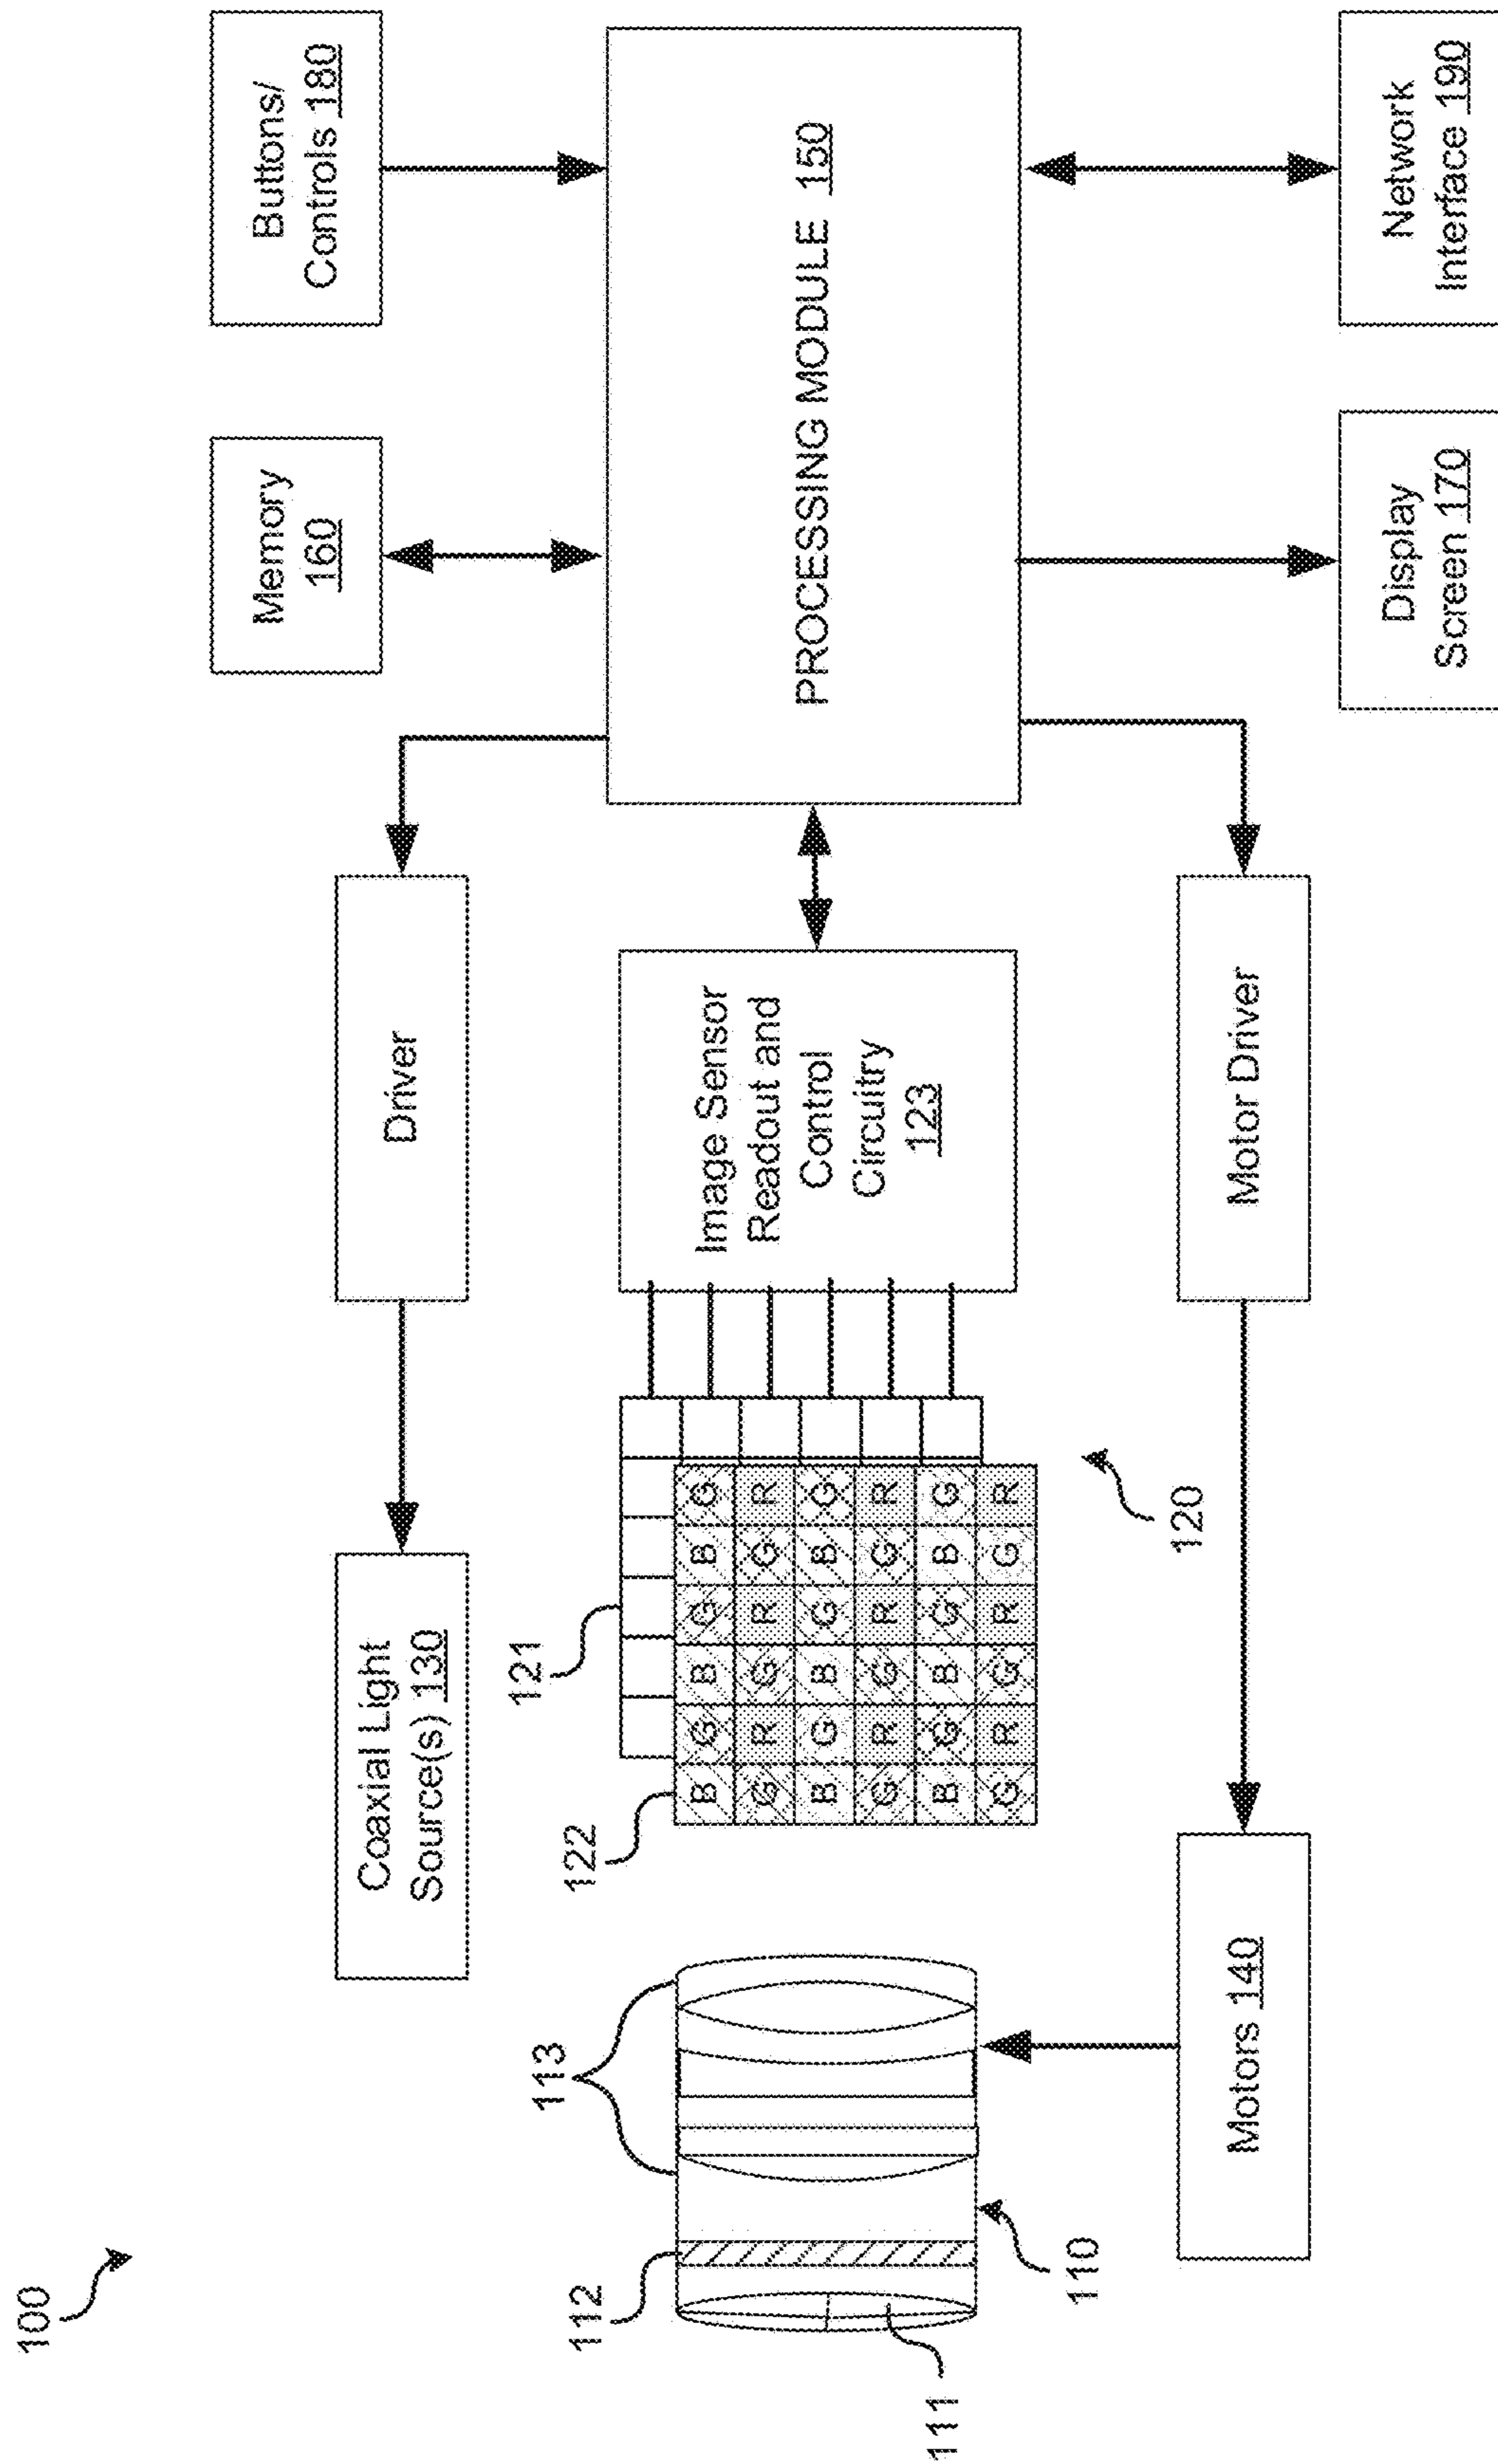 100
Coaxial Light
Source(s) 130
Driver
Memory
160
Buttons/
Controls 180
112
113
122
121
B G B G B G
G R G R G R
B G B G B G
G R G R G R
B G B G B G
G R G R G R
Image Sensor
Readout and
Control
Circuitry
123
PROCESSING MODULE 150
111
110
120
Motors 140
Motor Driver
Display
Screen 170
Network
Interface 190